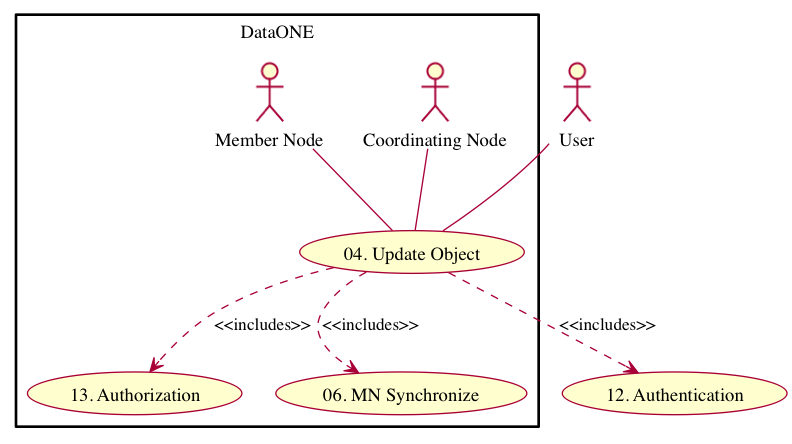 DataONE
Member Node
Coordinating Node
User
04. Update Object
<<includes>>
<<includes>>
<<includes>>
13. Authorization
06. MN Synchronize
12. Authentication